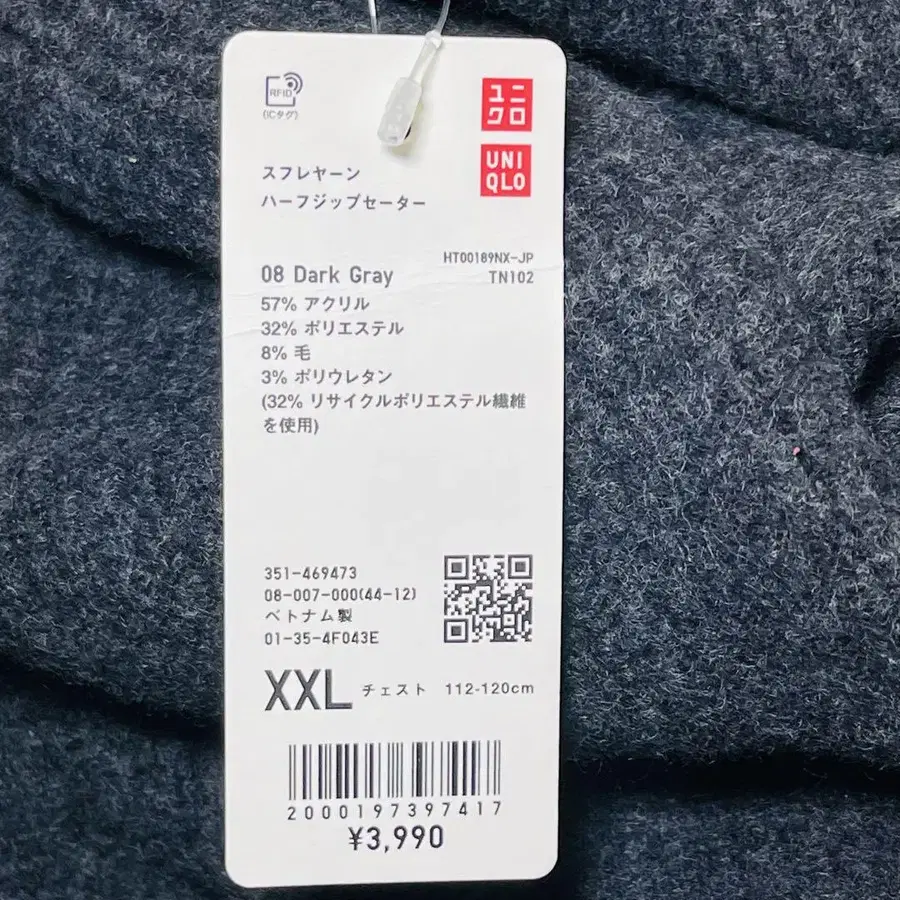 RFID
(ICタグ)
ユニ
クロ
UNI
QLO
スフレヤーン
ハーフジップセーター
HT00189NX-JP
08 Dark Gray
TN102
57% アクリル
32% ポリエステル
8% 毛
3% ポリウレタン
(32% リサイクルポリエステル繊維
を使用)
351-469473
08-007-000(44-12)
ベトナム製
01-35-4F043E
XXL チェスト 112-120cm
2000197397417
¥3,990